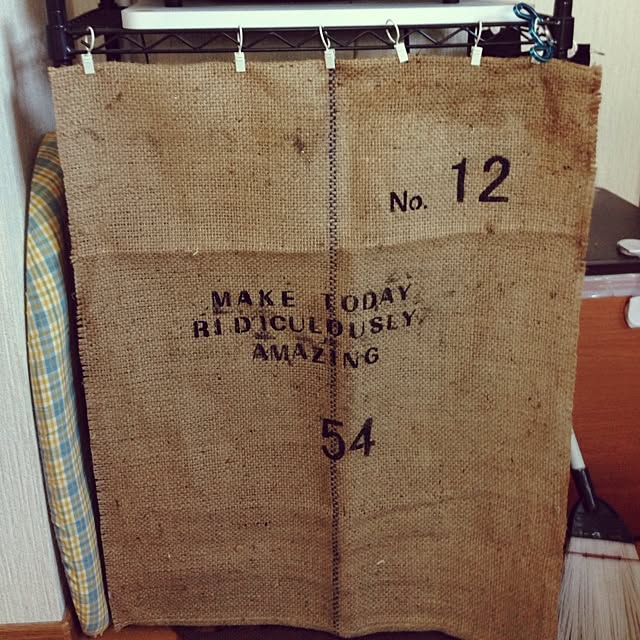 No. 12
MAKE TODAY
RIDICULOUSLY
AMAZING
54